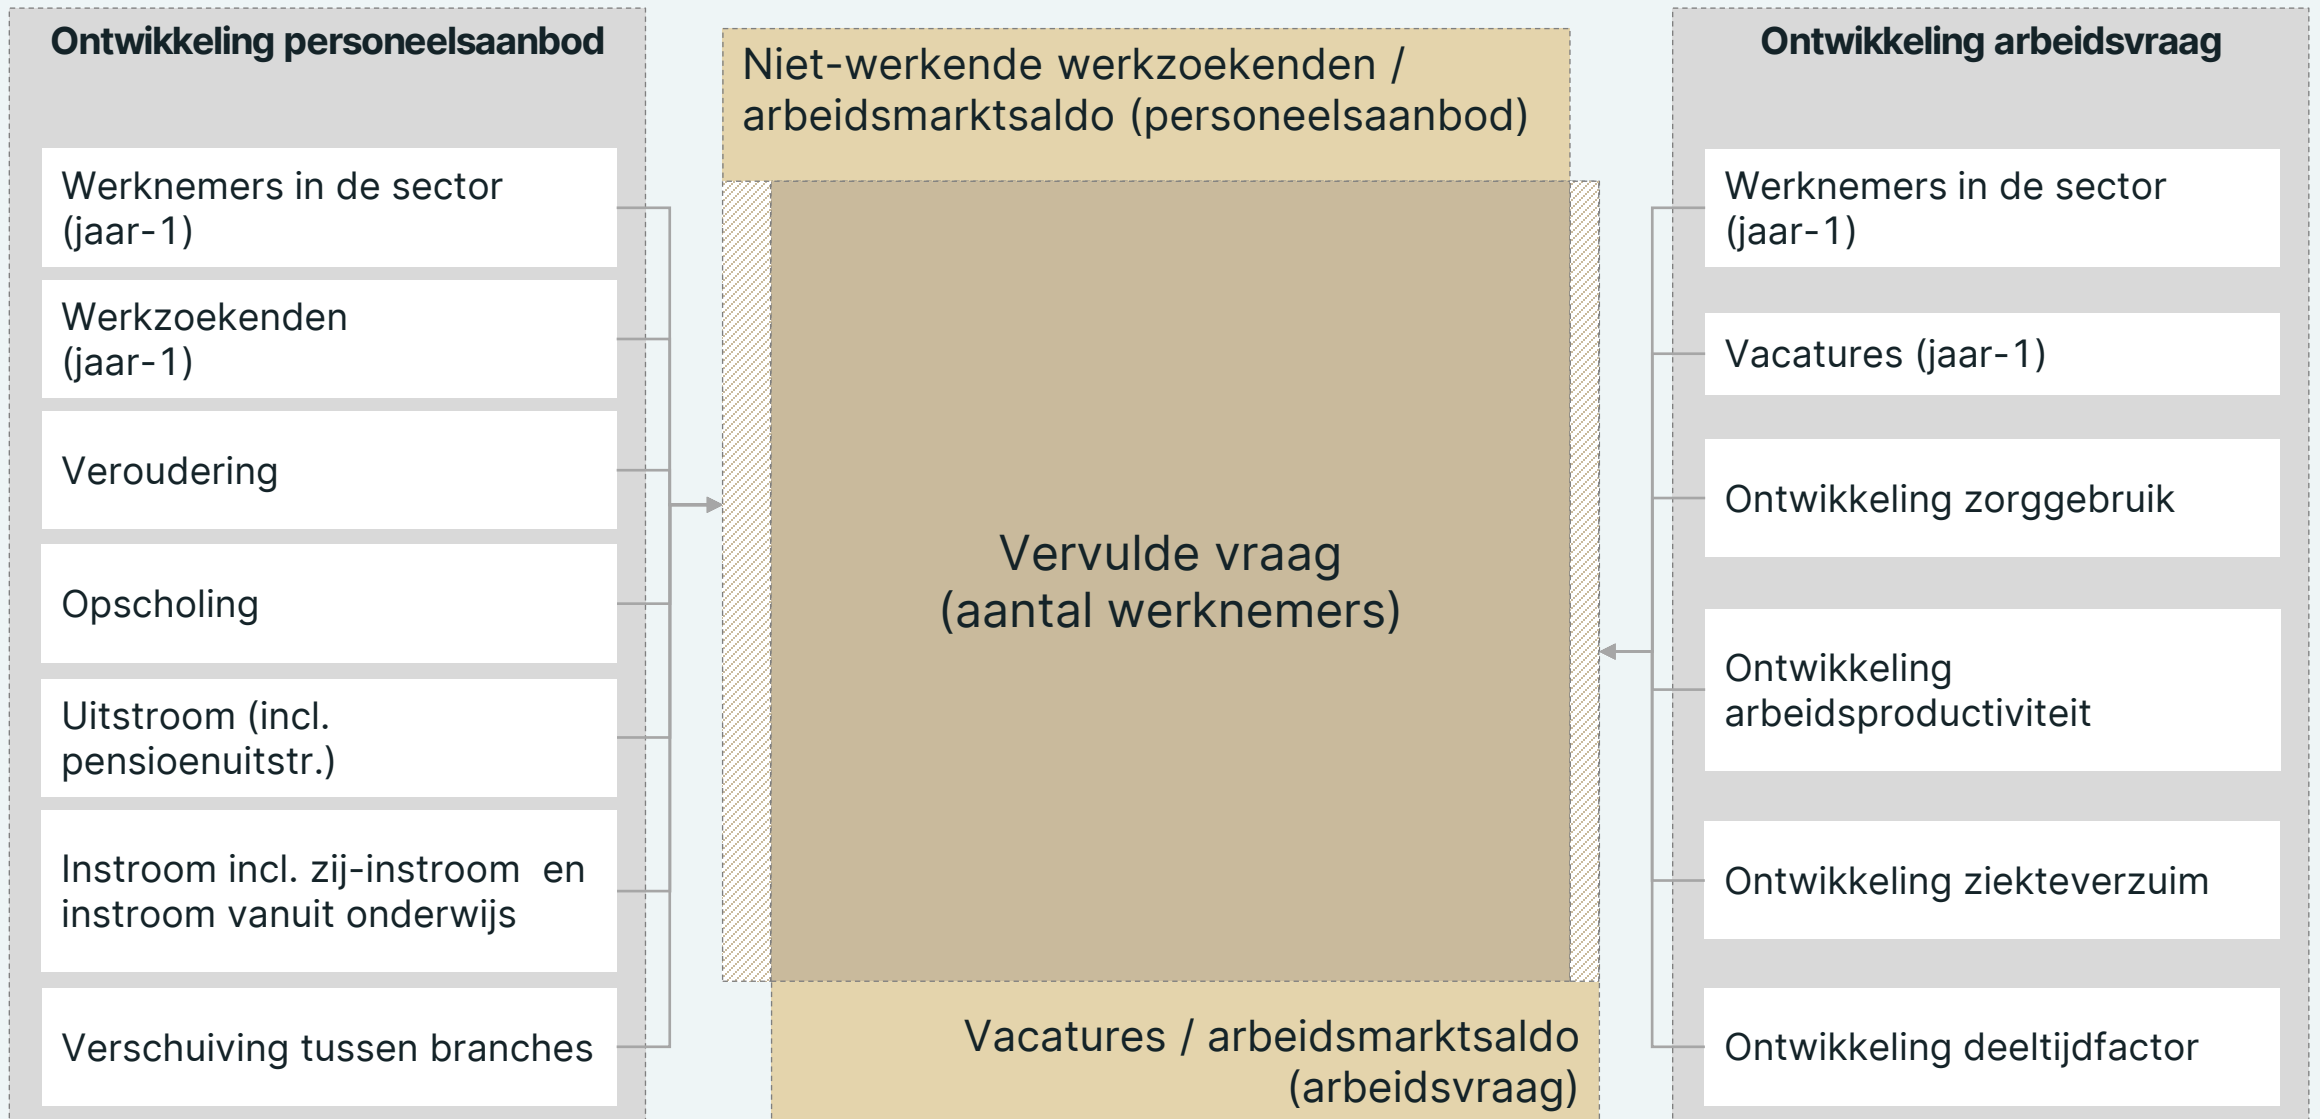 Ontwikkeling personeelsaanbod
Werknemers in de sector
(jaar-1)
Werkzoekenden
(jaar-1)
Veroudering
Opscholing
Uitstroom (incl.
pensioenuitstr.)
Instroom incl. zij-instroom  en
instroom vanuit onderwijs
Verschuiving tussen branches
Niet-werkende werkzoekenden /
arbeidsmarktsaldo (personeelsaanbod)
Vervulde vraag
(aantal werknemers)
Vacatures / arbeidsmarktsaldo
(arbeidsvraag)
Ontwikkeling arbeidsvraag
Werknemers in de sector
(jaar-1)
Vacatures (jaar-1)
Ontwikkeling zorggebruik
Ontwikkeling
arbeidsproductiviteit
Ontwikkeling ziekteverzuim
Ontwikkeling deeltijdfactor